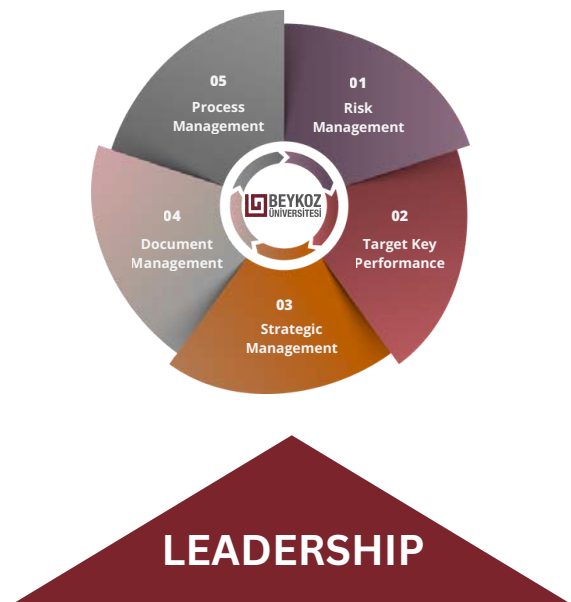 01
Risk
Management
02
Target Key
Performance
03
Strategic
Management
04
Document
Management
05
Process
Management
BEYKOZ
ÜNİVERSİTESİ
LEADERSHIP